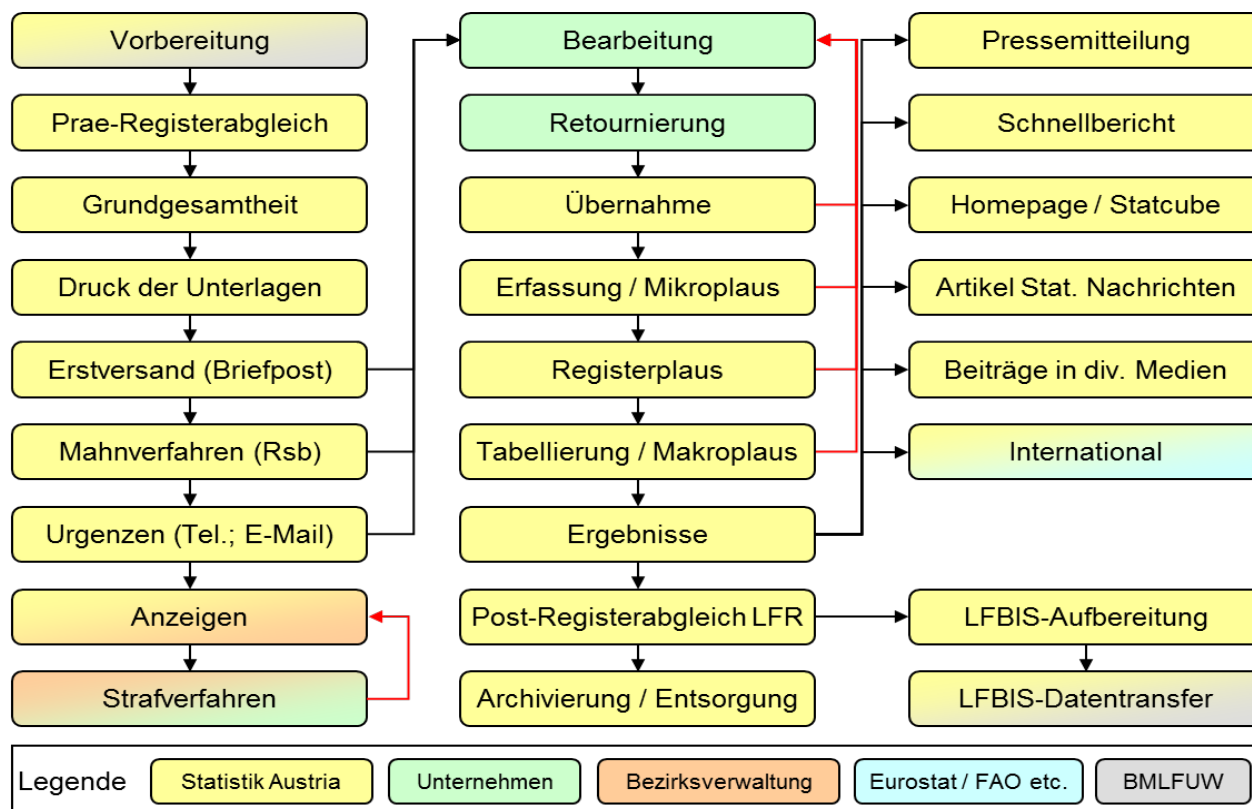 Vorbereitung
Prae-Registerabgleich
Grundgesamtheit
Druck der Unterlagen
Erstversand (Briefpost)
Mahnverfahren (Rsb)
Urgenzen (Tel.; E-Mail)
Anzeigen
Strafverfahren
Bearbeitung
Retournierung
Übernahme
Erfassung / Mikroplaus
Registerplaus
Tabellierung / Makroplaus
Ergebnisse
Post-Registerabgleich LFR
Archivierung / Entsorgung
Pressemitteilung
Schnellbericht
Homepage / Statcube
Artikel Stat. Nachrichten
Beiträge in div. Medien
International
LFBIS-Aufbereitung
LFBIS-Datentransfer
Legende
Statistik Austria
Unternehmen
Bezirksverwaltung
Eurostat / FAO etc.
BMLFUW